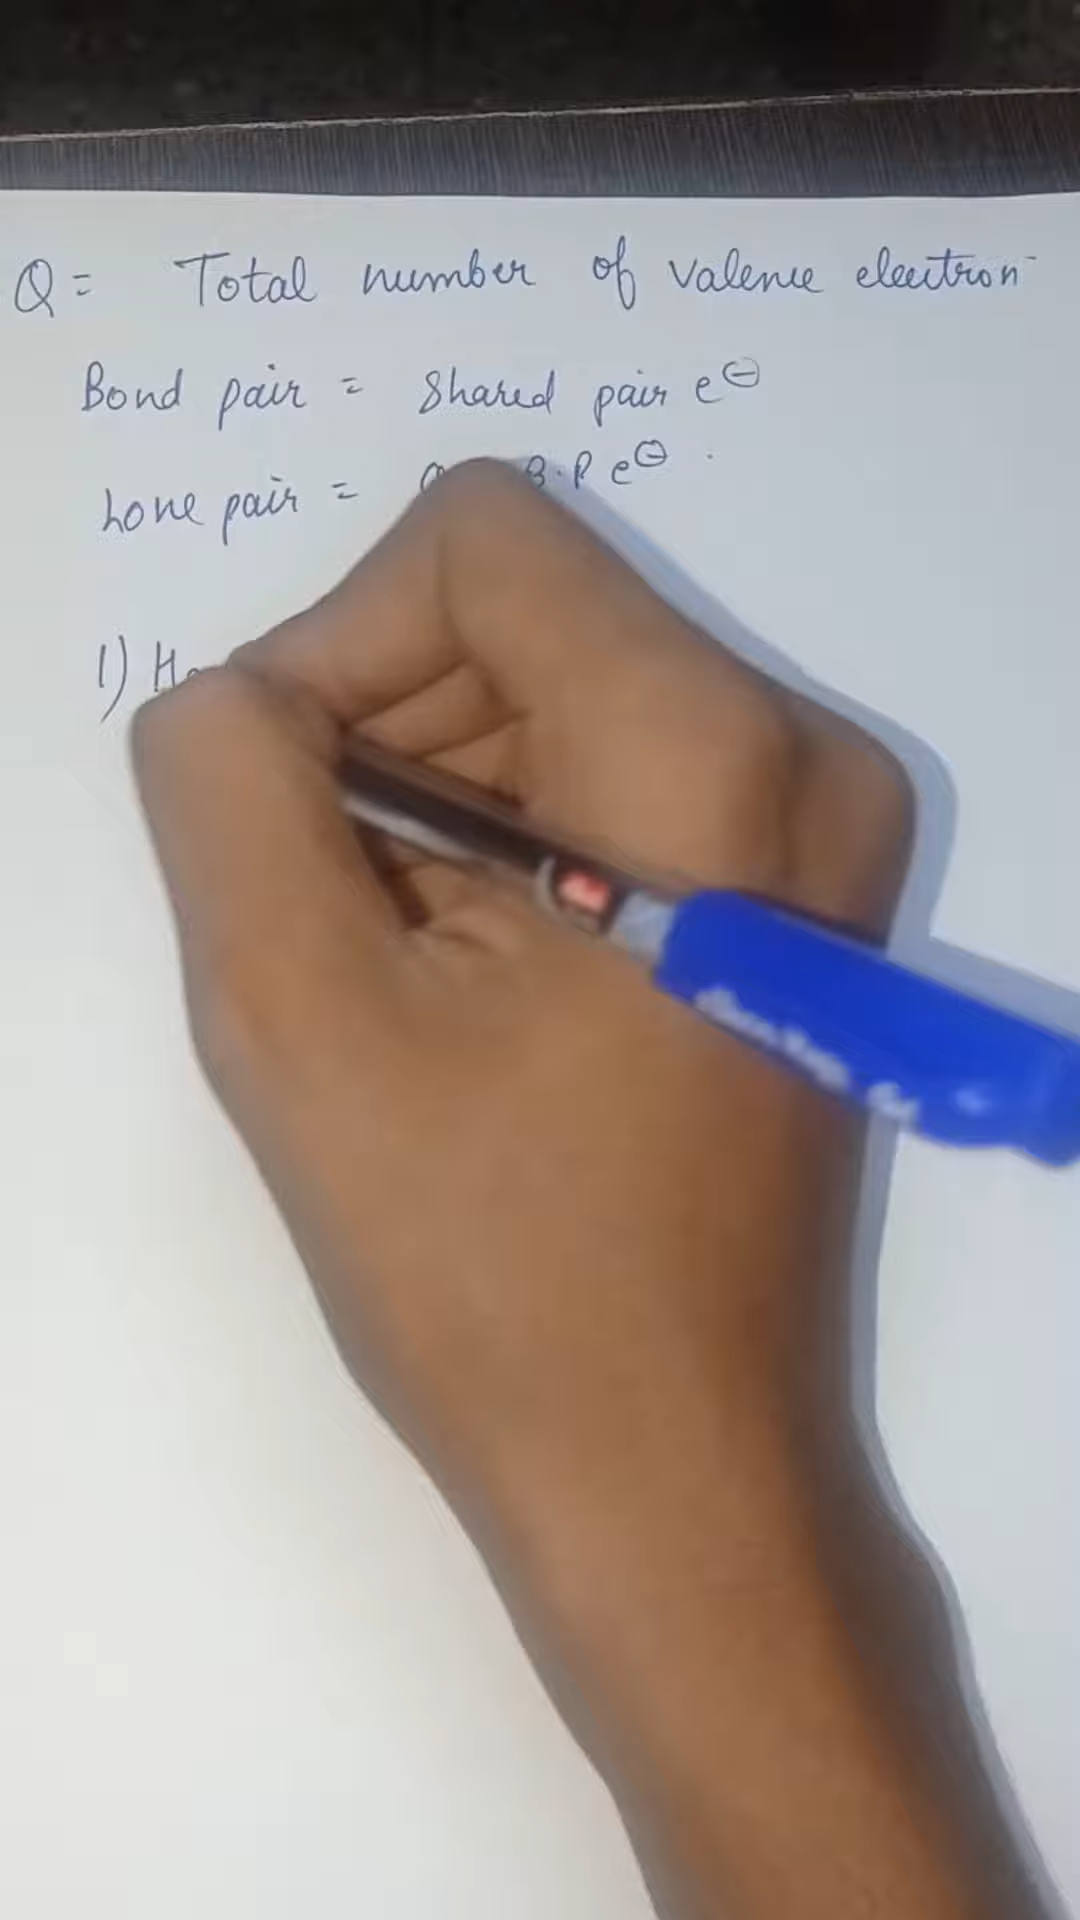 Q = Total number of valence electron
Bond pair = Shared pair e⊖
Lone pair = B.P e⊖ .
1)